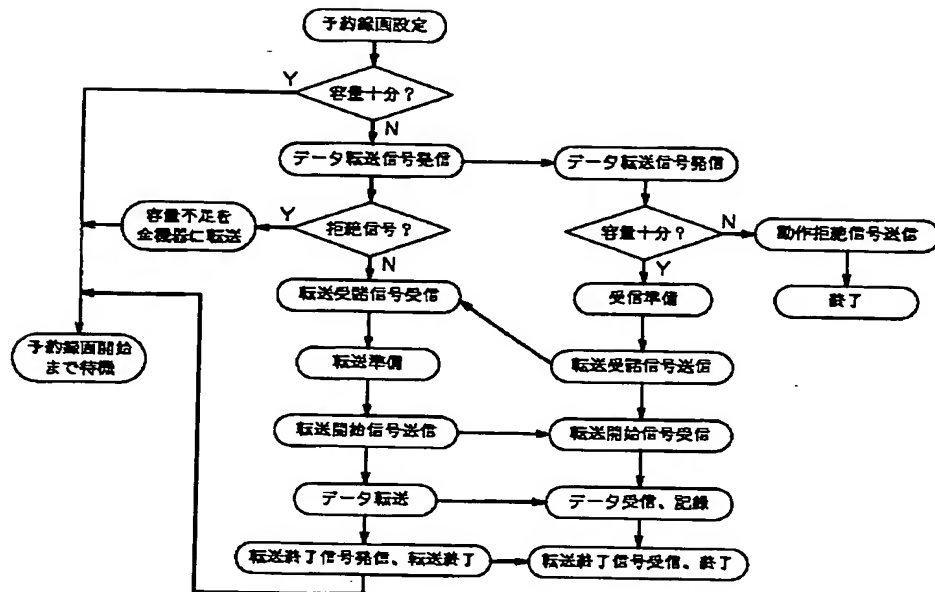 予約録画設定
Y
容量十分？
N
データ転送信号発信
データ転送信号発信
容量不足を
全機器に転送
Y
拒絶信号？
N
容量十分？
N
動作拒絶信号送信
Y
転送受諾信号受信
受信準備
終了
予約録画開始
まで待機
転送準備
転送受諾信号送信
転送開始信号送信
転送開始信号受信
データ転送
データ受信、記録
転送終了信号発信、転送終了
転送終了信号受信、終了